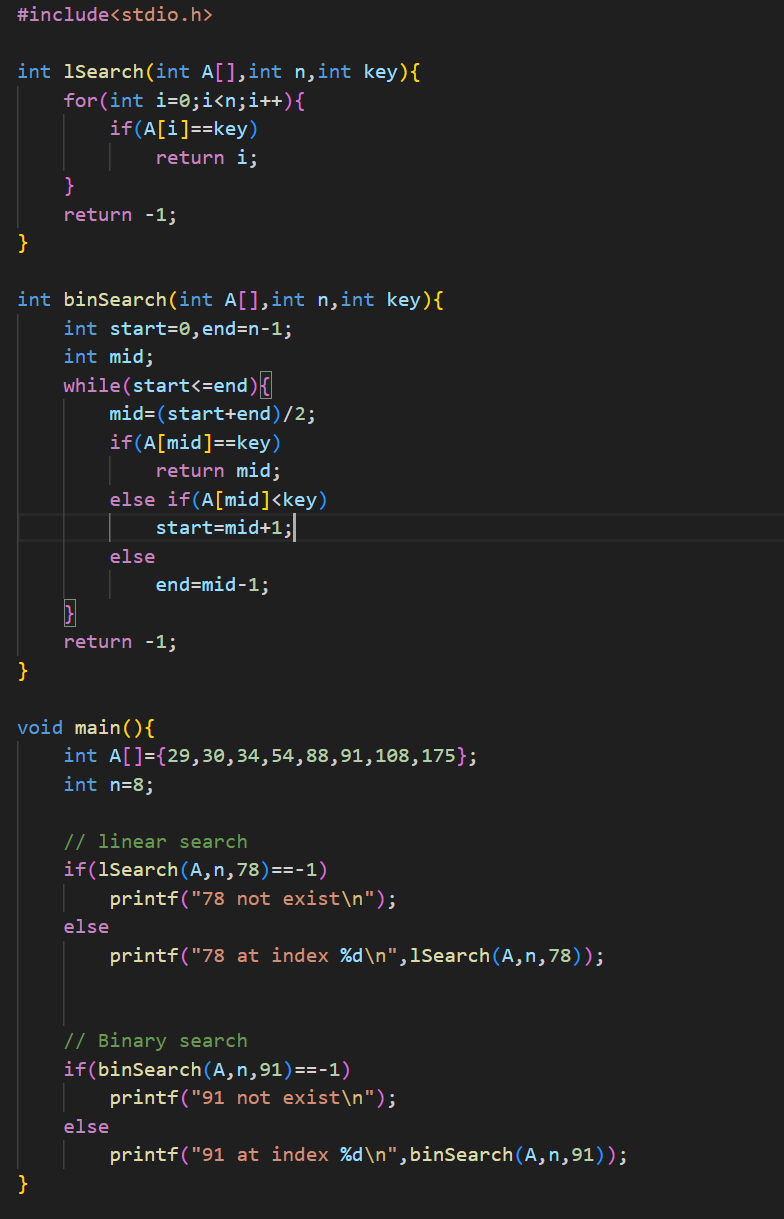 #include<stdio.h>

int lSearch(int A[],int n,int key){
    for(int i=0;i<n;i++){
        if(A[i]==key)
            return i;
    }
    return -1;
}

int binSearch(int A[],int n,int key){
    int start=0,end=n-1;
    int mid;
    while(start<=end){
        mid=(start+end)/2;
        if(A[mid]==key)
            return mid;
        else if(A[mid]<key)
            start=mid+1;
        else
            end=mid-1;
    }
    return -1;
}

void main(){
    int A[]={29,30,34,54,88,91,108,175};
    int n=8;

    // linear search
    if(lSearch(A,n,78)==-1)
        printf("78 not exist\n");
    else
        printf("78 at index %d\n",lSearch(A,n,78));


    // Binary search
    if(binSearch(A,n,91)==-1)
        printf("91 not exist\n");
    else
        printf("91 at index %d\n",binSearch(A,n,91));
}